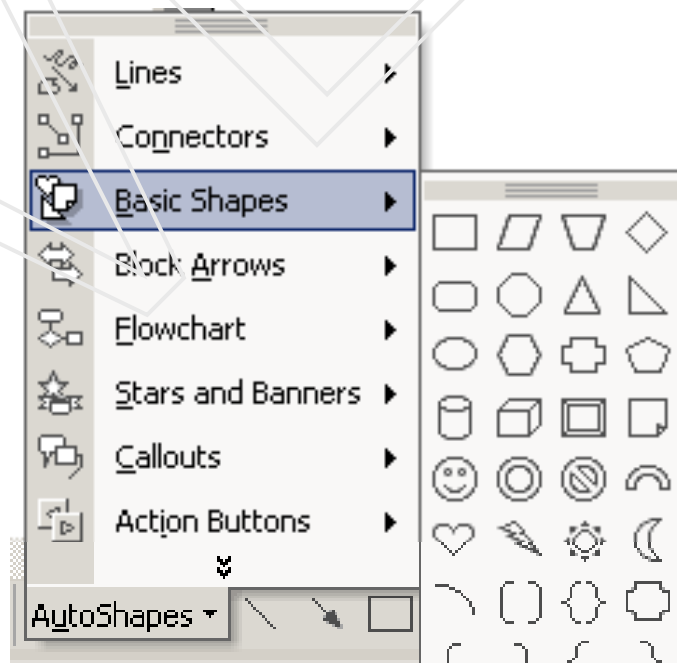 Lines
Connectors
Basic Shapes
Block Arrows
Flowchart
Stars and Banners
Callouts
Action Buttons
AutoShapes